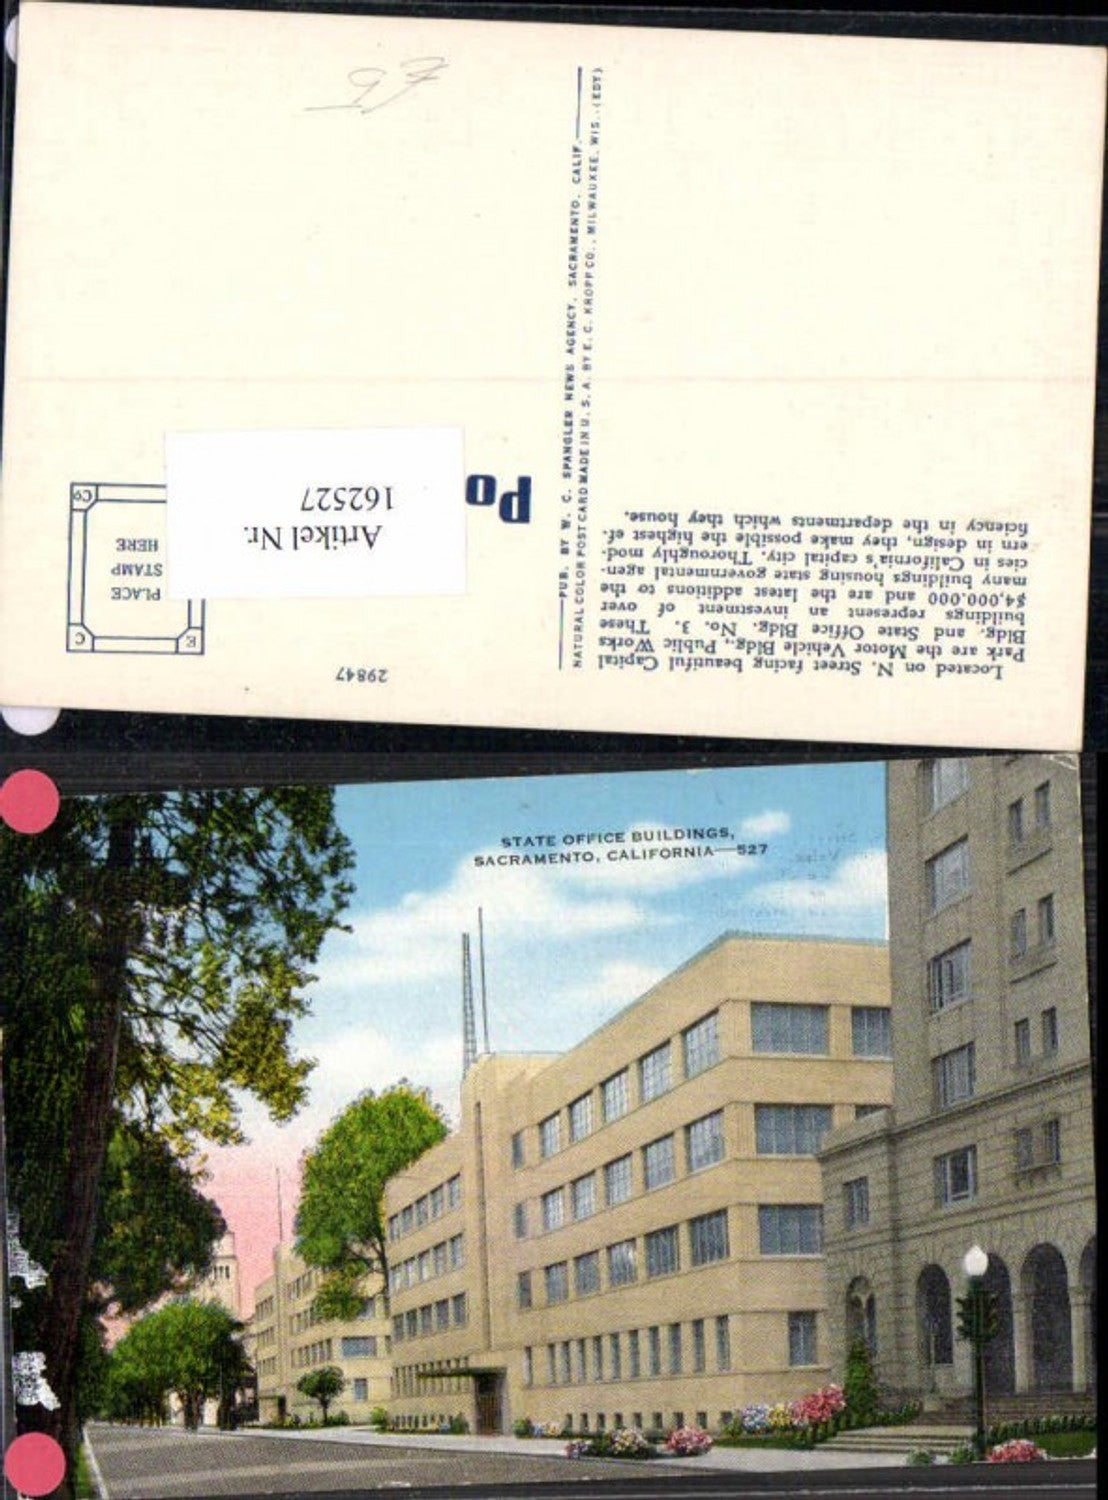 29847
PLACE
STAMP
HERE
Artikel Nr.
162527
Po
PUB. BY W. C. SPANGLER NEWS AGENCY, SACRAMENTO, CALIF.
NATURAL COLOR POST CARD MADE IN U. S. A. BY E. C. KROPP CO., MILWAUKEE, WIS. (EDY)
Located on N. Street facing beautiful Capital
Park are the Motor Vehicle Bldg., Public Works
Bldg. and State Office Bldg. No. 3. These
buildings represent an investment of over
$4,000.000 and are the latest additions to the
many buildings housing state governmental agen-
cies in California's capital city. Thoroughly mod-
ern in design, they make possible the highest ef-
ficiency in the departments which they house.
STATE OFFICE BUILDINGS,
SACRAMENTO, CALIFORNIA—527